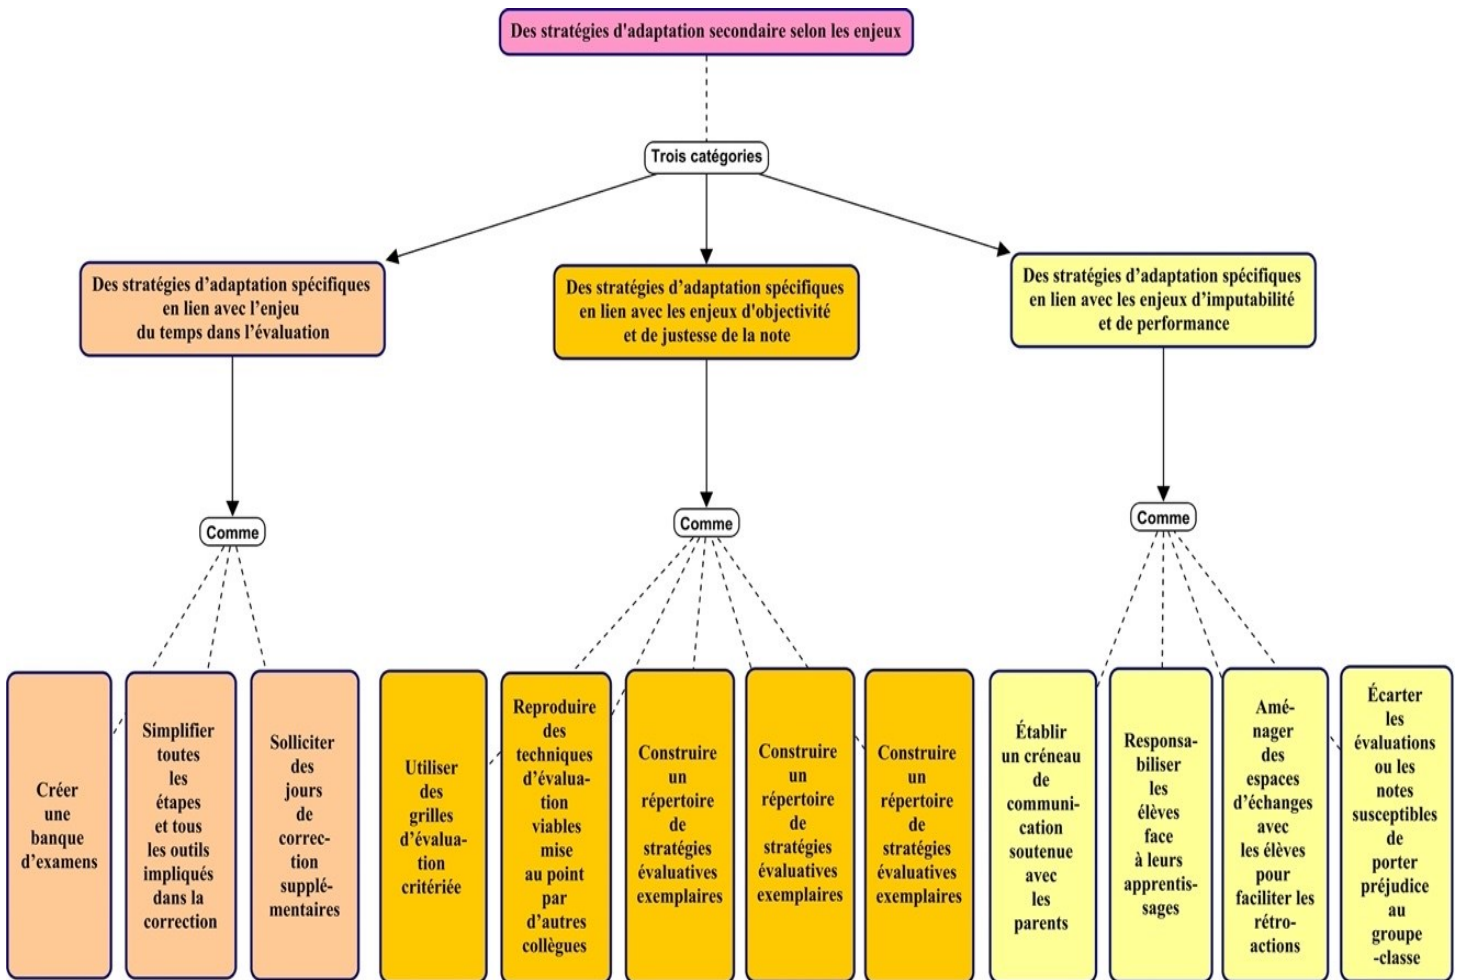 Des stratégies d'adaptation secondaire selon les enjeux
Trois catégories
Des stratégies d’adaptation spécifiques
en lien avec l’enjeu
du temps dans l’évaluation
Des stratégies d’adaptation spécifiques
en lien avec les enjeux d'objectivité
et de justesse de la note
Des stratégies d’adaptation spécifiques
en lien avec les enjeux d’imputabilité
et de performance
Comme
Comme
Comme
Créer
une
banque
d’examens
Simplifier
toutes
les
étapes
et tous
les outils
impliqués
dans la
correction
Solliciter
des
jours
de
correc-
tion
supplé-
mentaires
Utiliser
des
grilles
d’évalua-
tion
critériée
Reproduire
des
techniques
d’évalua-
tion
viables
mise
au point
par
d’autres
collègues
Construire
un
répertoire
de
stratégies
évaluatives
exemplaires
Construire
un
répertoire
de
stratégies
évaluatives
exemplaires
Construire
un
répertoire
de
stratégies
évaluatives
exemplaires
Établir
un créneau
de
communi-
cation
soutenue
avec
les
parents
Responsa-
biliser
les
élèves
face
à leurs
apprentis-
sages
Amé-
nager
des
espaces
d’échanges
avec
les élèves
pour
faciliter les
rétro-
actions
Écarter
les
évaluations
ou les
notes
susceptibles
de
porter
préjudice
au
groupe
-classe